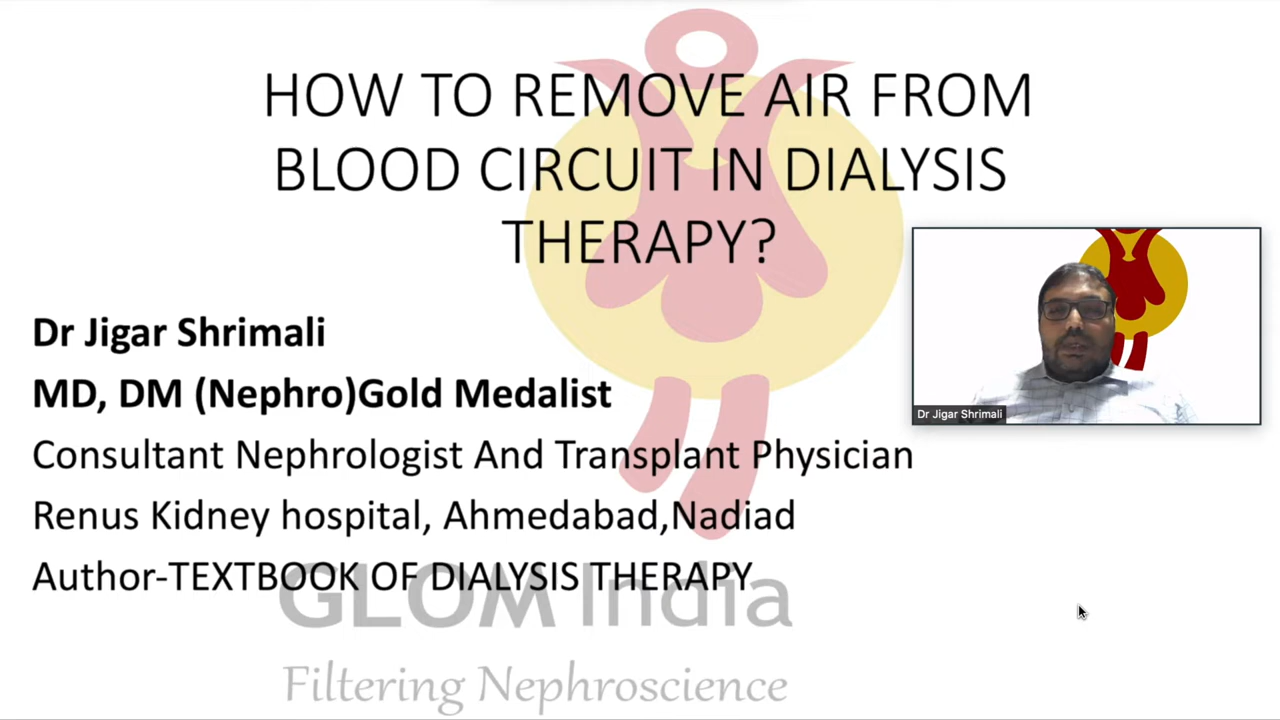 HOW TO REMOVE AIR FROM
BLOOD CIRCUIT IN DIALYSIS
THERAPY?
Dr Jigar Shrimali
MD, DM (Nephro)Gold Medalist
Consultant Nephrologist And Transplant Physician
Renus Kidney hospital, Ahmedabad,Nadiad
Author-TEXTBOOK OF DIALYSIS THERAPY
Dr Jigar Shrimali
GLOM India
Filtering Nephroscience